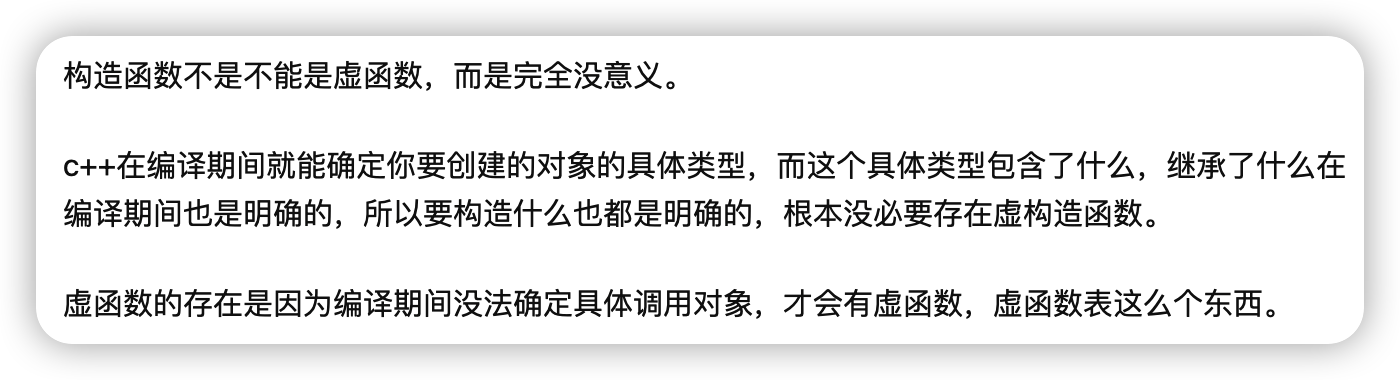 构造函数不是不能是虚函数，而是完全没意义。
c++在编译期间就能确定你要创建的对象的具体类型，而这个具体类型包含了什么，继承了什么在
编译期间也是明确的，所以要构造什么也都是明确的，根本没必要存在虚构造函数。
虚函数的存在是因为编译期间没法确定具体调用对象，才会有虚函数，虚函数表这么个东西。